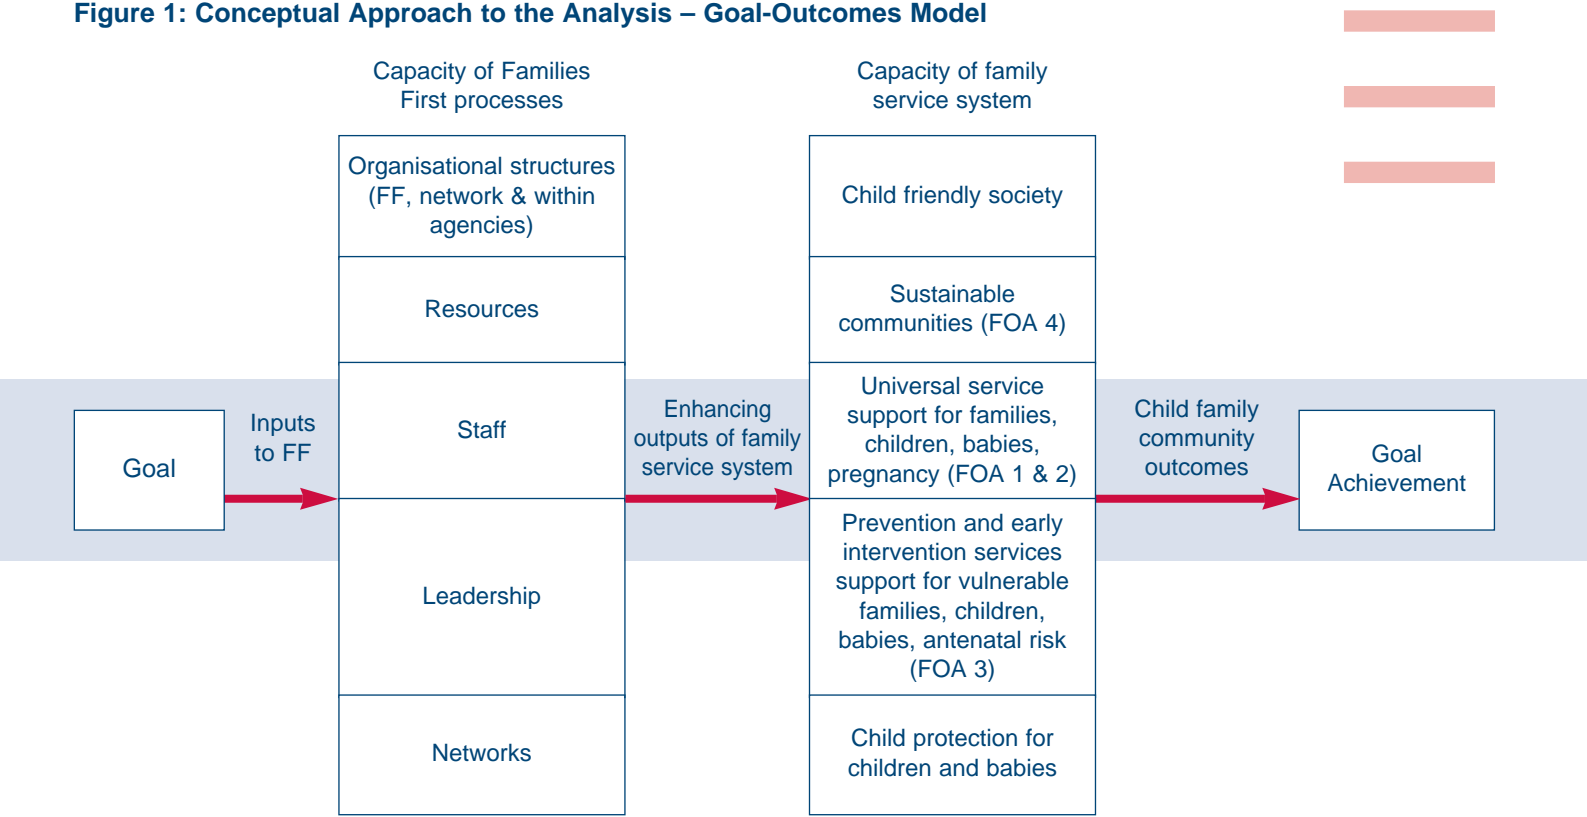 Figure 1: Conceptual Approach to the Analysis – Goal-Outcomes Model
Capacity of Families
First processes
Capacity of family
service system
Organisational structures
(FF, network & within
agencies)
Resources
Staff
Leadership
Networks
Child friendly society
Sustainable
communities (FOA 4)
Universal service
support for families,
children, babies,
pregnancy (FOA 1 & 2)
Prevention and early
intervention services
support for vulnerable
families, children,
babies, antenatal risk
(FOA 3)
Child protection for
children and babies
Goal
Inputs
to FF
Enhancing
outputs of family
service system
Child family
community
outcomes
Goal
Achievement